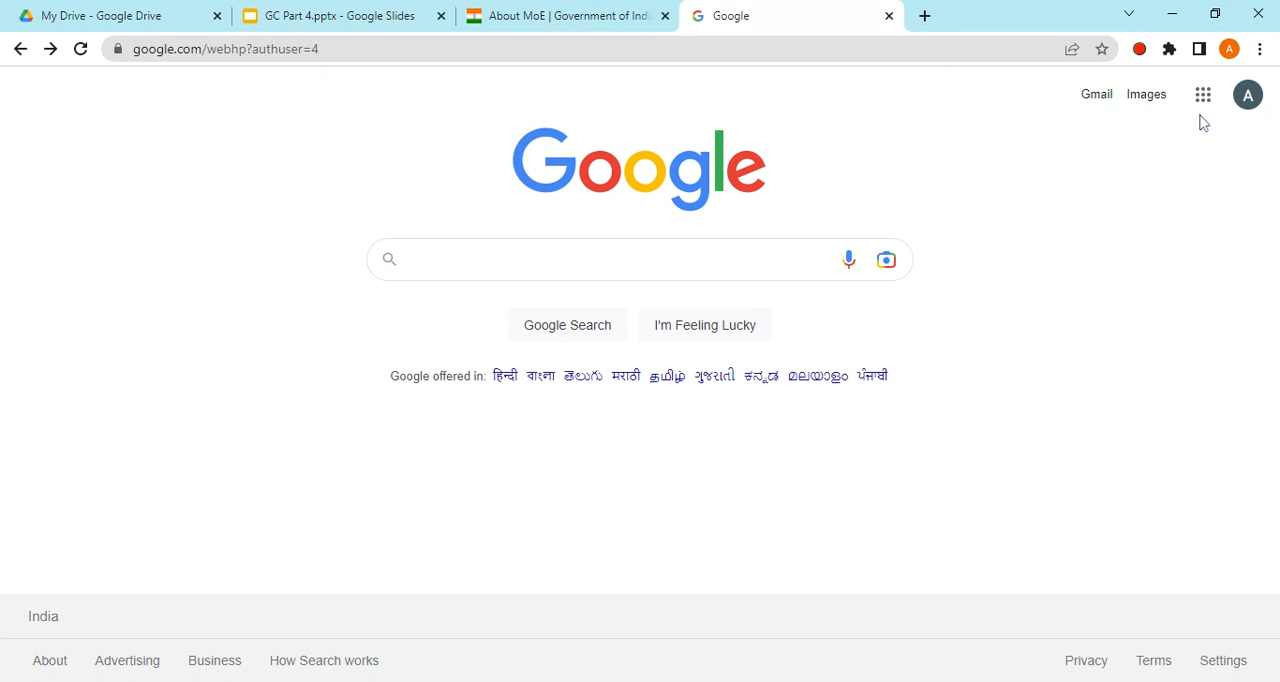 My Drive - Google Drive
GC Part 4.pptx - Google Slides
About MoE | Government of Indi
Google
google.com/webhp?authuser=4
A
Gmail Images
A
Google
Google Search I'm Feeling Lucky
Google offered in: हिन्दी বাংলা తెలుగు मराठी தமிழ் ગુજરાતી ಕನ್ನಡ മലയാളം ਪੰਜਾਬੀ
India
About Advertising Business How Search works Privacy Terms Settings